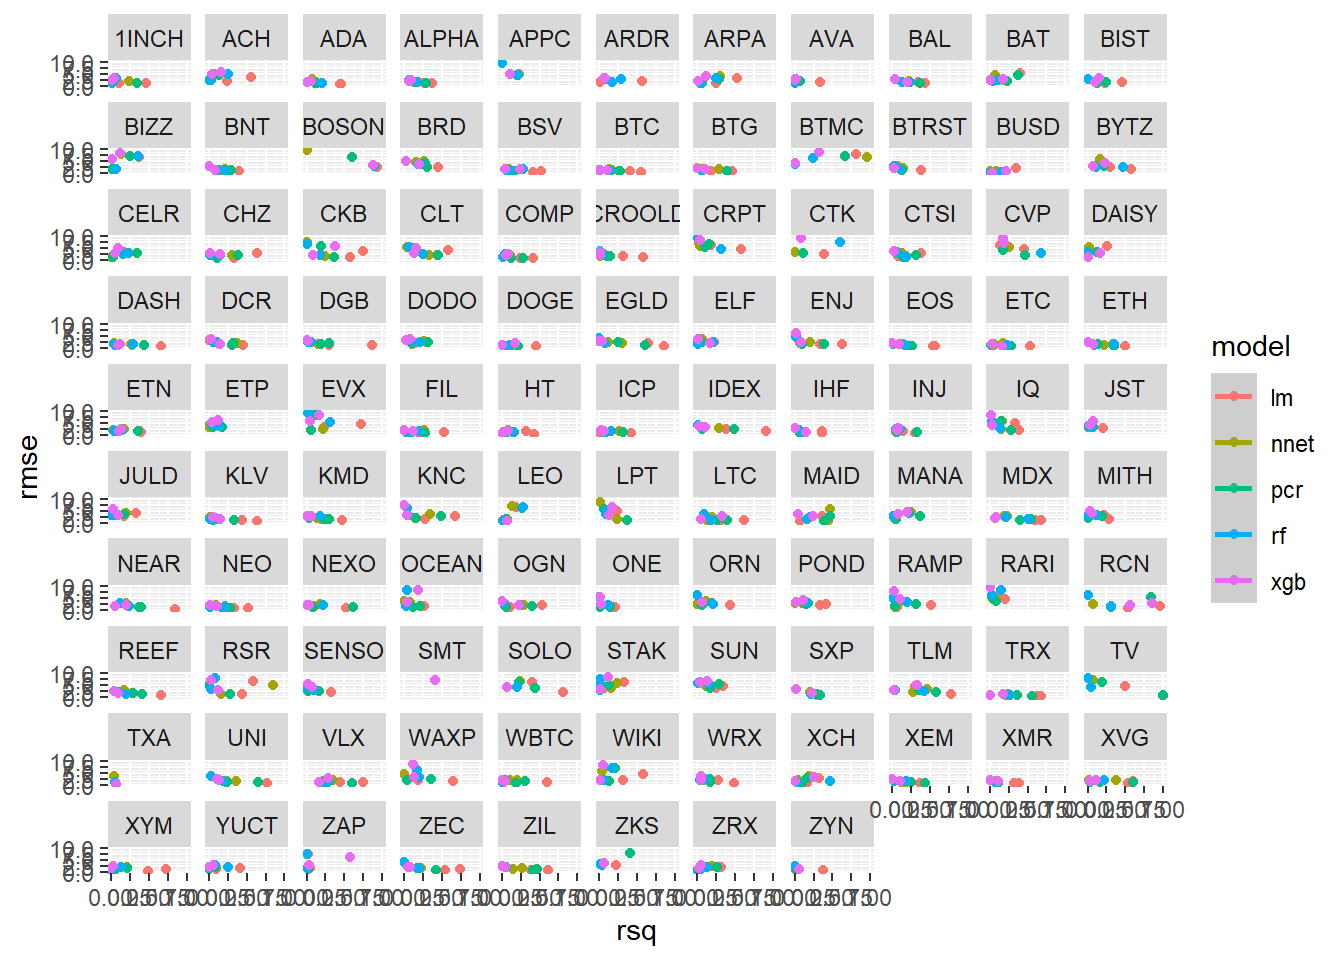 1INCH ACH ADA ALPHA APPC ARDR ARPA AVA BAL BAT BIST
BIZZ BNT BOSON BRD BSV BTC BTG BTMC BTRST BUSD BYTZ
CELR CHZ CKB CLT COMP CROOLD CRPT CTK CTSI CVP DAISY
DASH DCR DGB DODO DOGE EGLD ELF ENJ EOS ETC ETH
ETN ETP EVX FIL HT ICP IDEX IHF INJ IQ JST
JULD KLV KMD KNC LEO LPT LTC MAID MANA MDX MITH
NEAR NEO NEXO OCEAN OGN ONE ORN POND RAMP RARI RCN
REEF RSR SENSO SMT SOLO STAK SUN SXP TLM TRX TV
TXA UNI VLX WAXP WBTC WIKI WRX XCH XEM XMR XVG
XYM YUCT ZAP ZEC ZIL ZKS ZRX ZYN
rsq
rmse
model
lm
nnet
pcr
rf
xgb